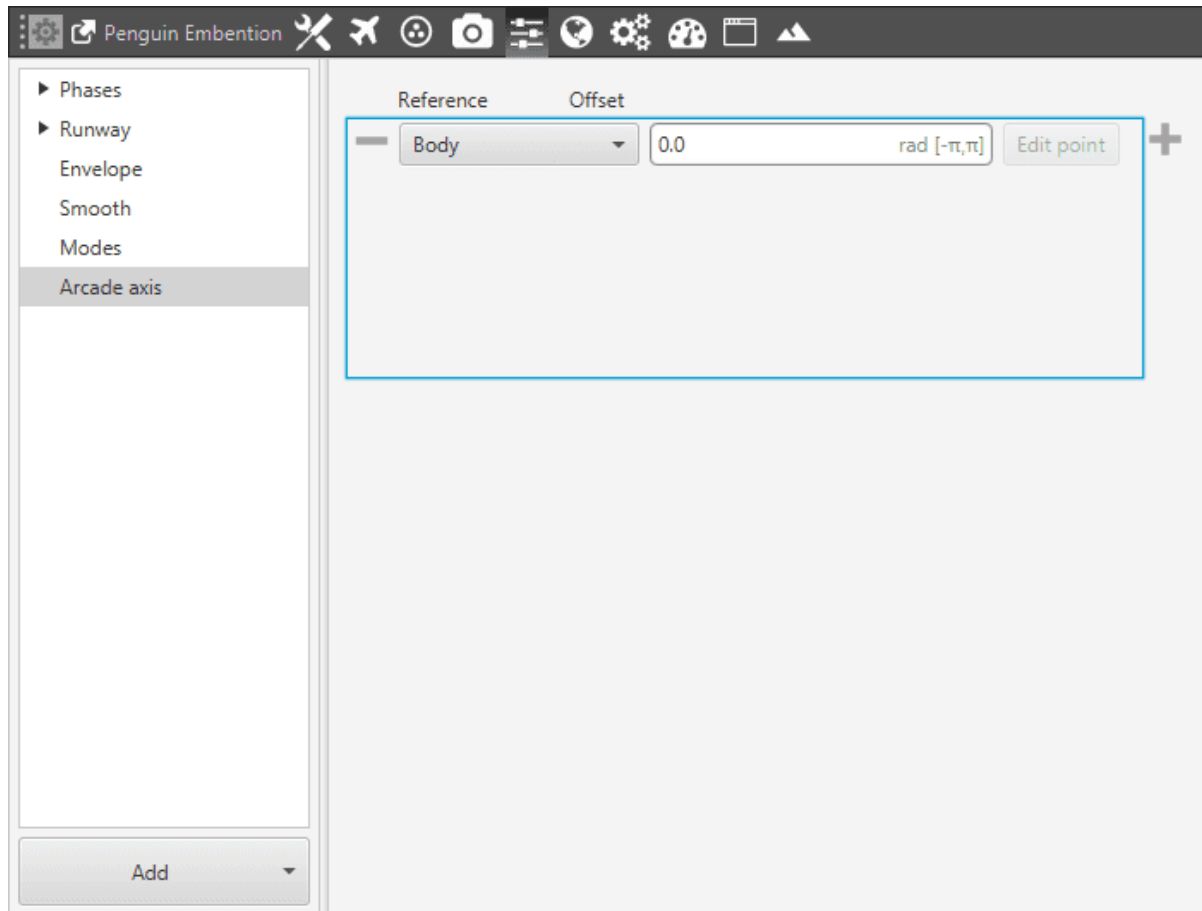 Penguin Embention
Phases
Runway
Envelope
Smooth
Modes
Arcade axis
Add
Reference Offset
Body 0.0 rad [-π,π] Edit point